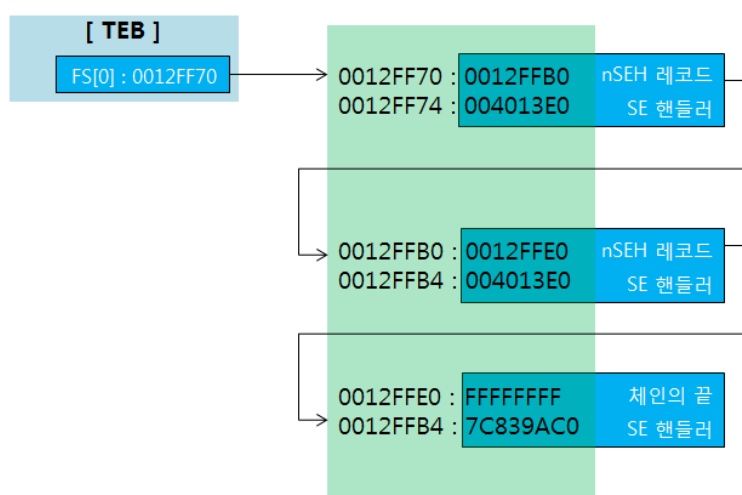 [ TEB ]
FS[0] : 0012FF70
0012FF70 : 0012FFB0 nSEH 레코드
0012FF74 : 004013E0 SE 핸들러
0012FFB0 : 0012FFE0 nSEH 레코드
0012FFB4 : 004013E0 SE 핸들러
0012FFE0 : FFFFFFFF 체인의 끝
0012FFB4 : 7C839AC0 SE 핸들러